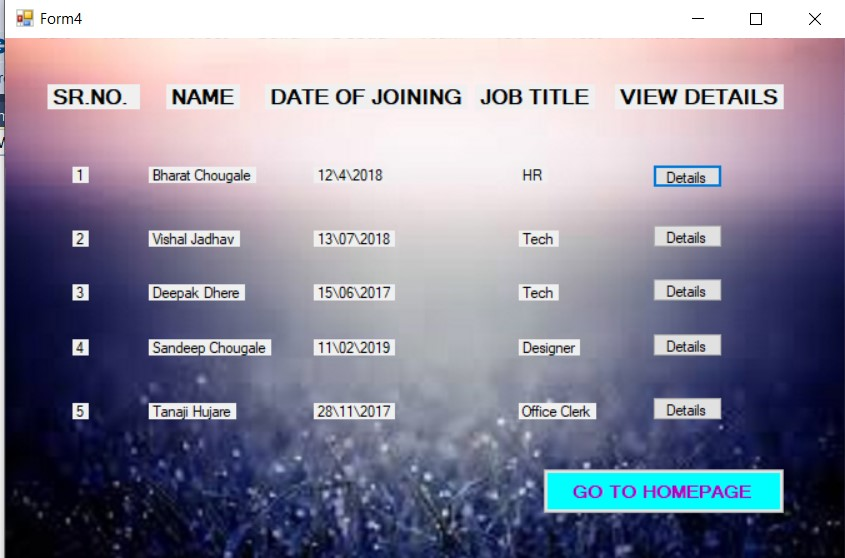 Form4
SR.NO. NAME DATE OF JOINING JOB TITLE VIEW DETAILS
1 Bharat Chougale 12\4\2018 HR Details
2 Vishal Jadhav 13\07\2018 Tech Details
3 Deepak Dhere 15\06\2017 Tech Details
4 Sandeep Chougale 11\02\2019 Designer Details
5 Tanaji Hujare 28\11\2017 Office Clerk Details
GO TO HOMEPAGE